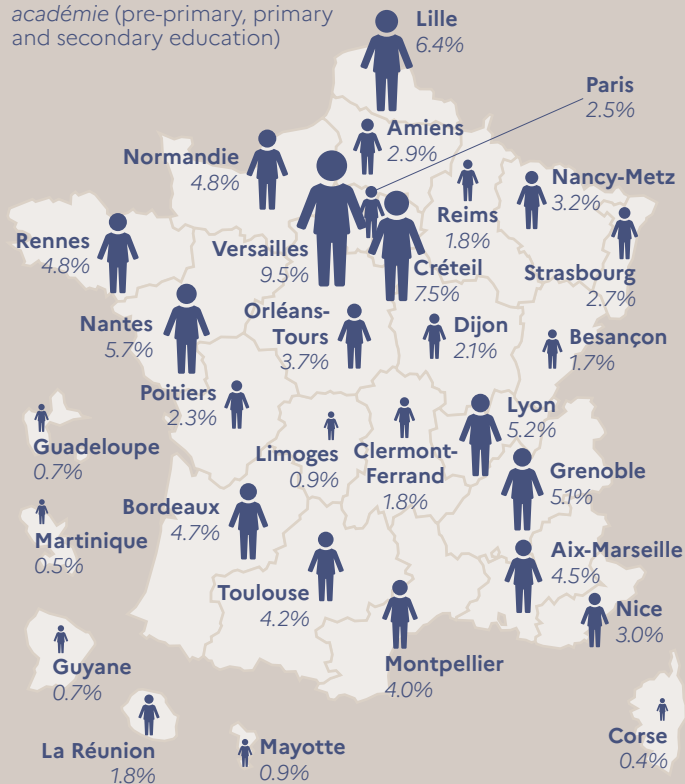 académie (pre-primary, primary
and secondary education)
Lille
6.4%
Paris
2.5%
Amiens
2.9%
Normandie
4.8%
Nancy-Metz
3.2%
Reims
1.8%
Rennes
4.8%
Versailles
9.5%
Créteil
7.5%
Strasbourg
2.7%
Nantes
5.7%
Orléans-
Tours
3.7%
Dijon
2.1%
Besançon
1.7%
Poitiers
2.3%
Lyon
5.2%
Guadeloupe
0.7%
Limoges
0.9%
Clermont-
Ferrand
1.8%
Grenoble
5.1%
Bordeaux
4.7%
Martinique
0.5%
Aix-Marseille
4.5%
Toulouse
4.2%
Nice
3.0%
Montpellier
4.0%
Guyane
0.7%
La Réunion
1.8%
Mayotte
0.9%
Corse
0.4%